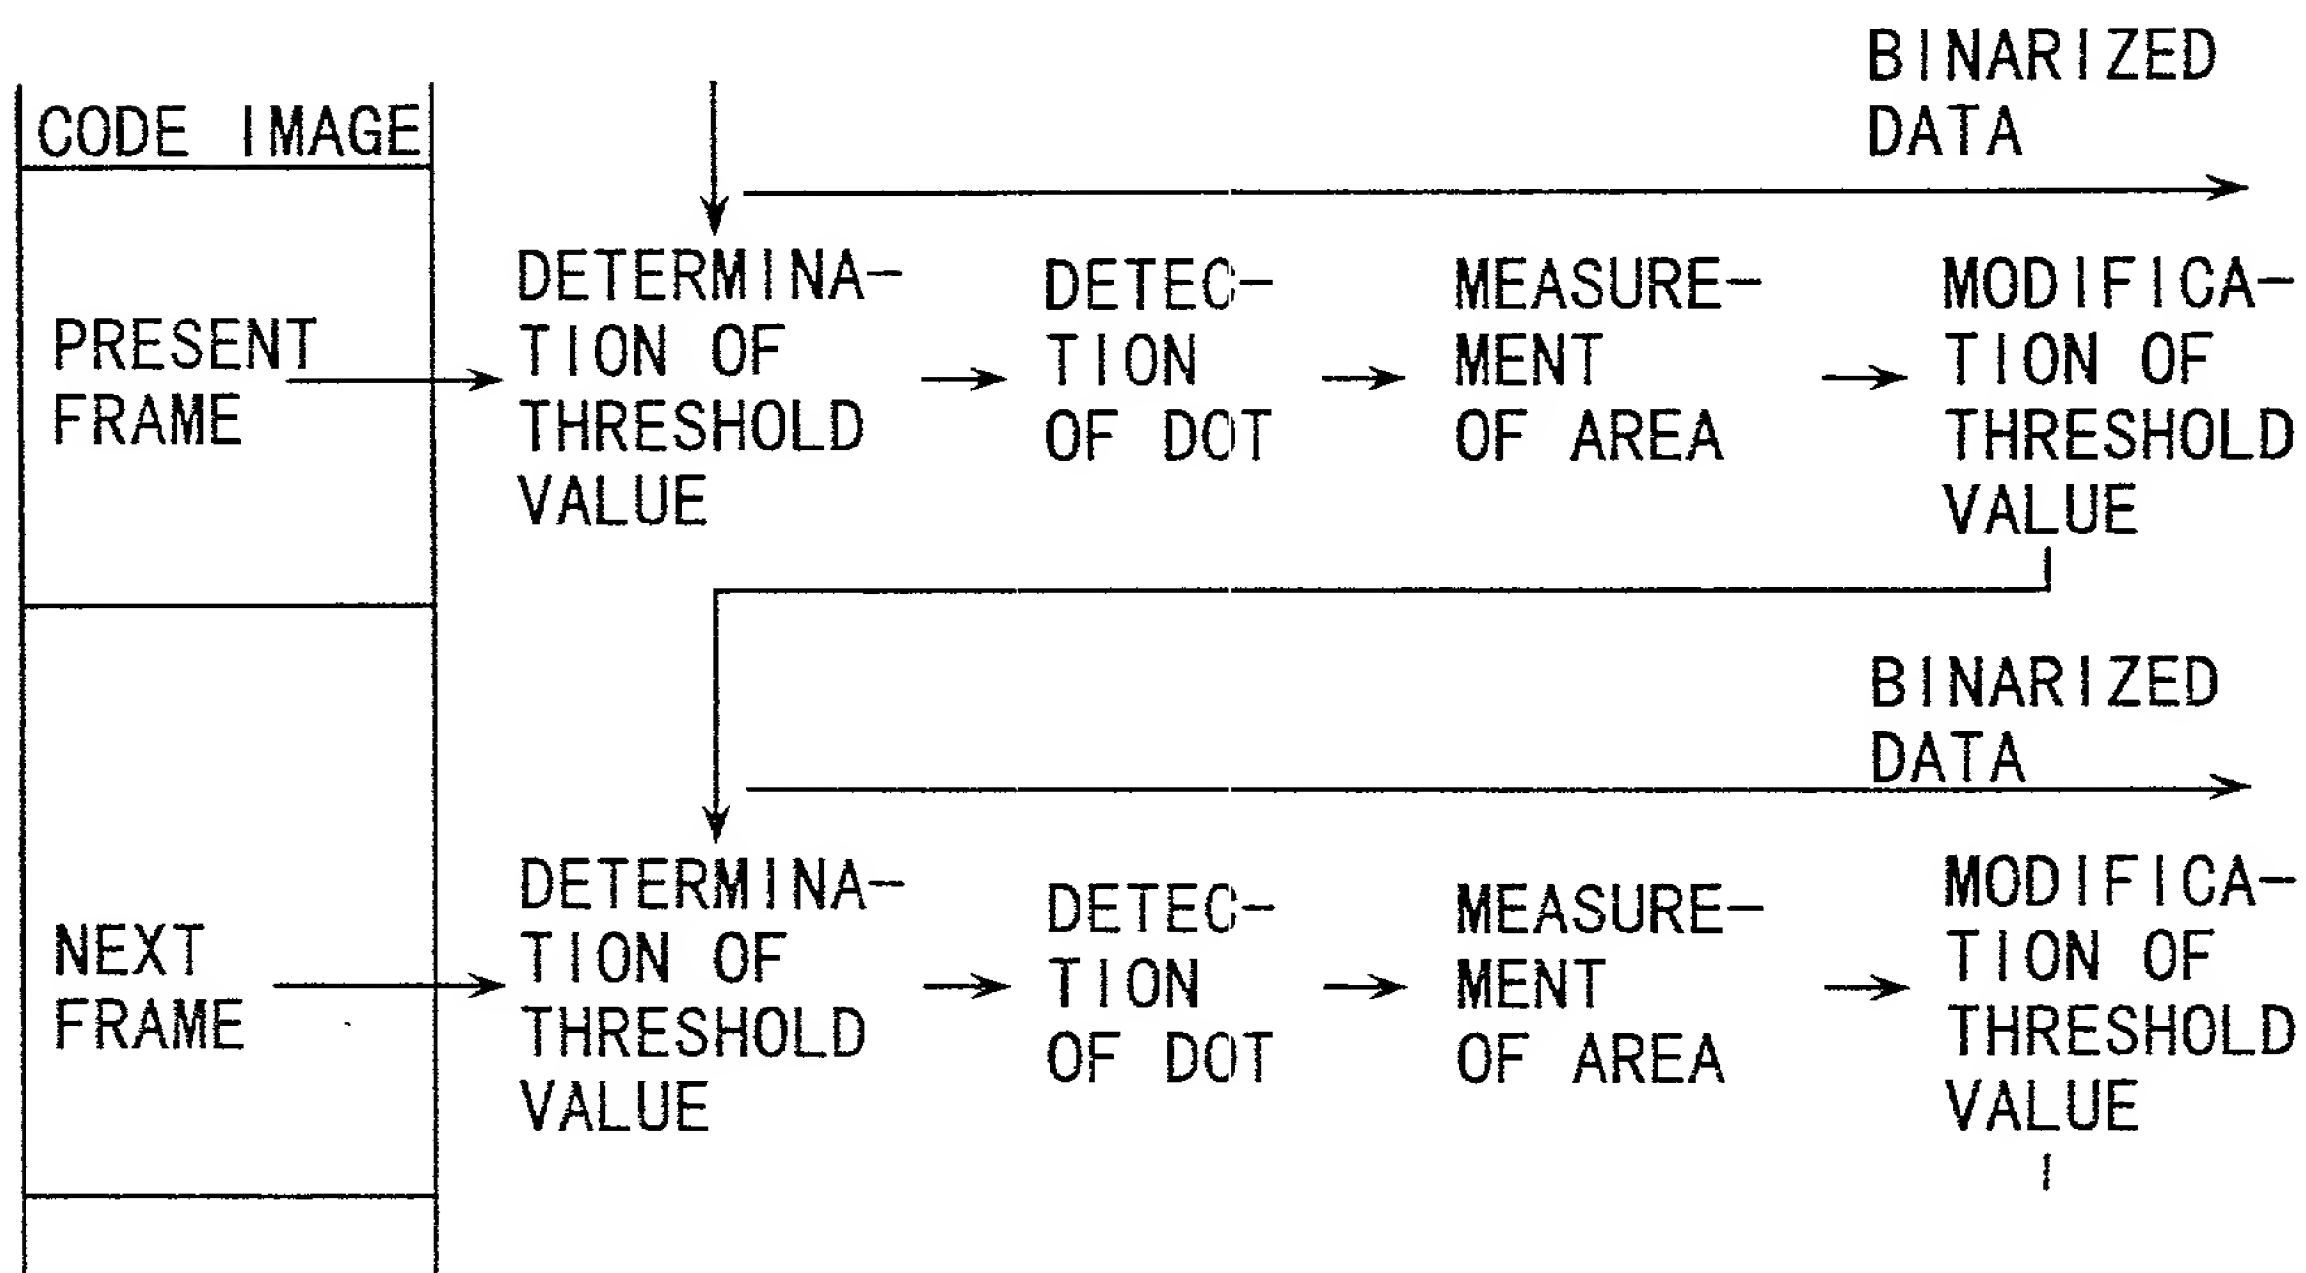 BINARIZED
DATA
CODE IMAGE
PRESENT
FRAME
DETERMINA-
TION OF
THRESHOLD
VALUE
DETEC-
TION
OF DOT
MEASURE-
MENT
OF AREA
MODIFICA-
TION OF
THRESHOLD
VALUE
BINARIZED
DATA
NEXT
FRAME
DETERMINA-
TION OF
THRESHOLD
VALUE
DETEC-
TION
OF DOT
MEASURE-
MENT
OF AREA
MODIFICA-
TION OF
THRESHOLD
VALUE